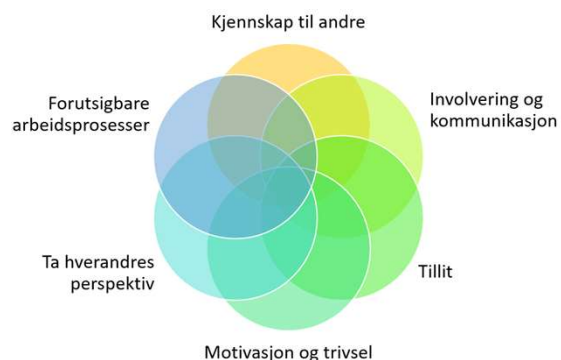 Kjennskap til andre
Involvering og
kommunikasjon
Tillit
Motivasjon og trivsel
Ta hverandres
perspektiv
Forutsigbare
arbeidsprosesser